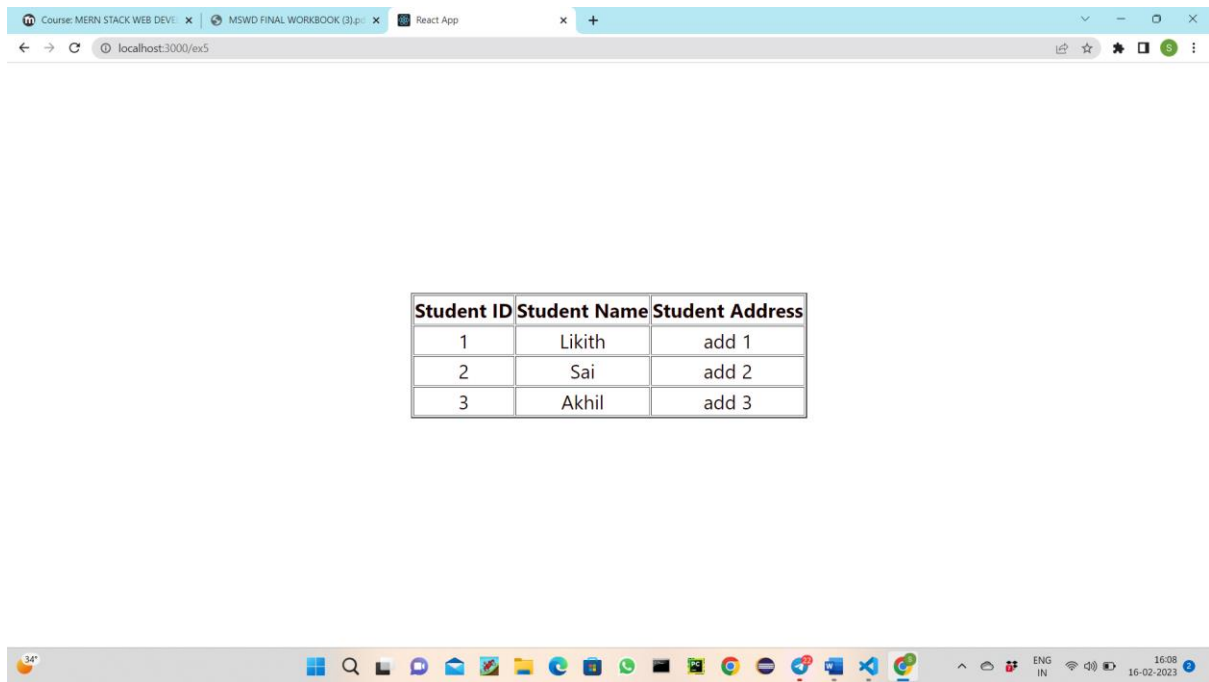 Course: MERN STACK WEB DEVE
MSWD FINAL WORKBOOK (3).pd
React App
localhost:3000/ex5
S
Student ID Student Name Student Address
1 Likith add 1
2 Sai add 2
3 Akhil add 3
34°
ENG
IN
16:08
16-02-2023
2